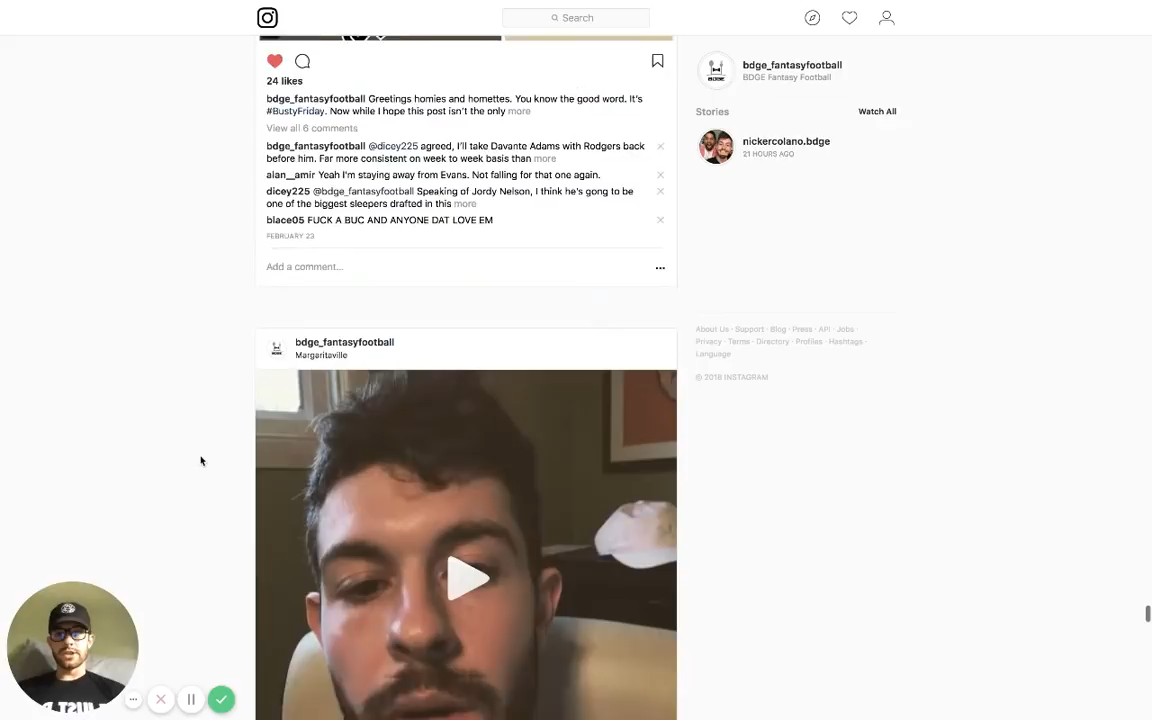 Search
24 likes
bdge_fantasyfootball Greetings homies and homettes. You know the good word. It's
#BustyFriday. Now while I hope this post isn't the only more
View all 6 comments
bdge_fantasyfootball @dicey225 agreed, I'll take Davante Adams with Rodgers back
before him. Far more consistent on week to week basis than more
alan__amir Yeah I'm staying away from Evans. Not falling for that one again.
dicey225 @bdge_fantasyfootball Speaking of Jordy Nelson, I think he's gong to be
one of the biggest sleepers drafted in this more
blace05 FUCK A BUC AND ANYONE DAT LOVE EM
FEBRUARY 23
Add a comment...
bdge_fantasyfootball
Margaritaville
bdge_fantasyfootball
BDGE Fantasy Football
Stories
Watch All
nickercolano.bdge
21 HOURS AGO
About Us · Support · Blog · Press · API · Jobs ·
Privacy · Terms · Directory · Profiles · Hashtags ·
Language
© 2018 INSTAGRAM